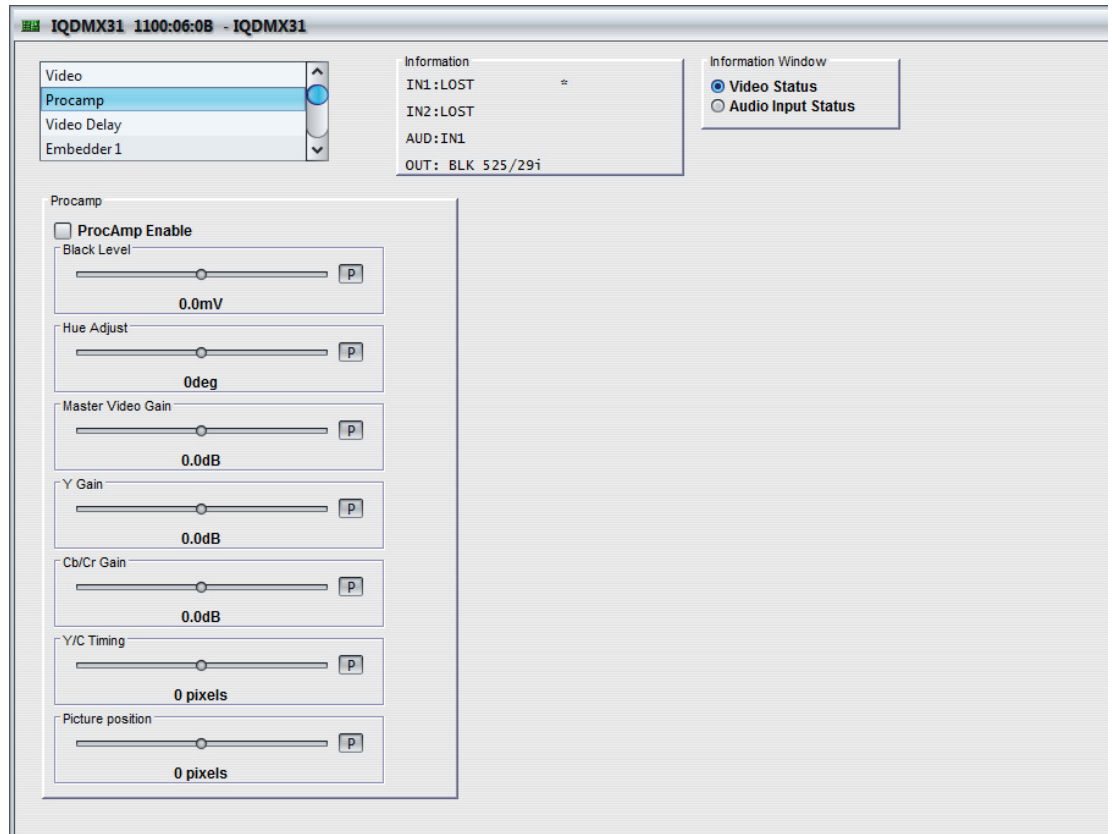 IQDMX31 1100:06:0B - IQDMX31
Video
Procamp
Video Delay
Embedder 1
Information
IN1:LOST *
IN2:LOST
AUD:IN1
OUT: BLK 525/29i
Information Window
Video Status
Audio Input Status
Procamp
ProcAmp Enable
Black Level
P
0.0mV
Hue Adjust
P
0deg
Master Video Gain
P
0.0dB
Y Gain
P
0.0dB
Cb/Cr Gain
P
0.0dB
Y/C Timing
P
0 pixels
Picture position
P
0 pixels